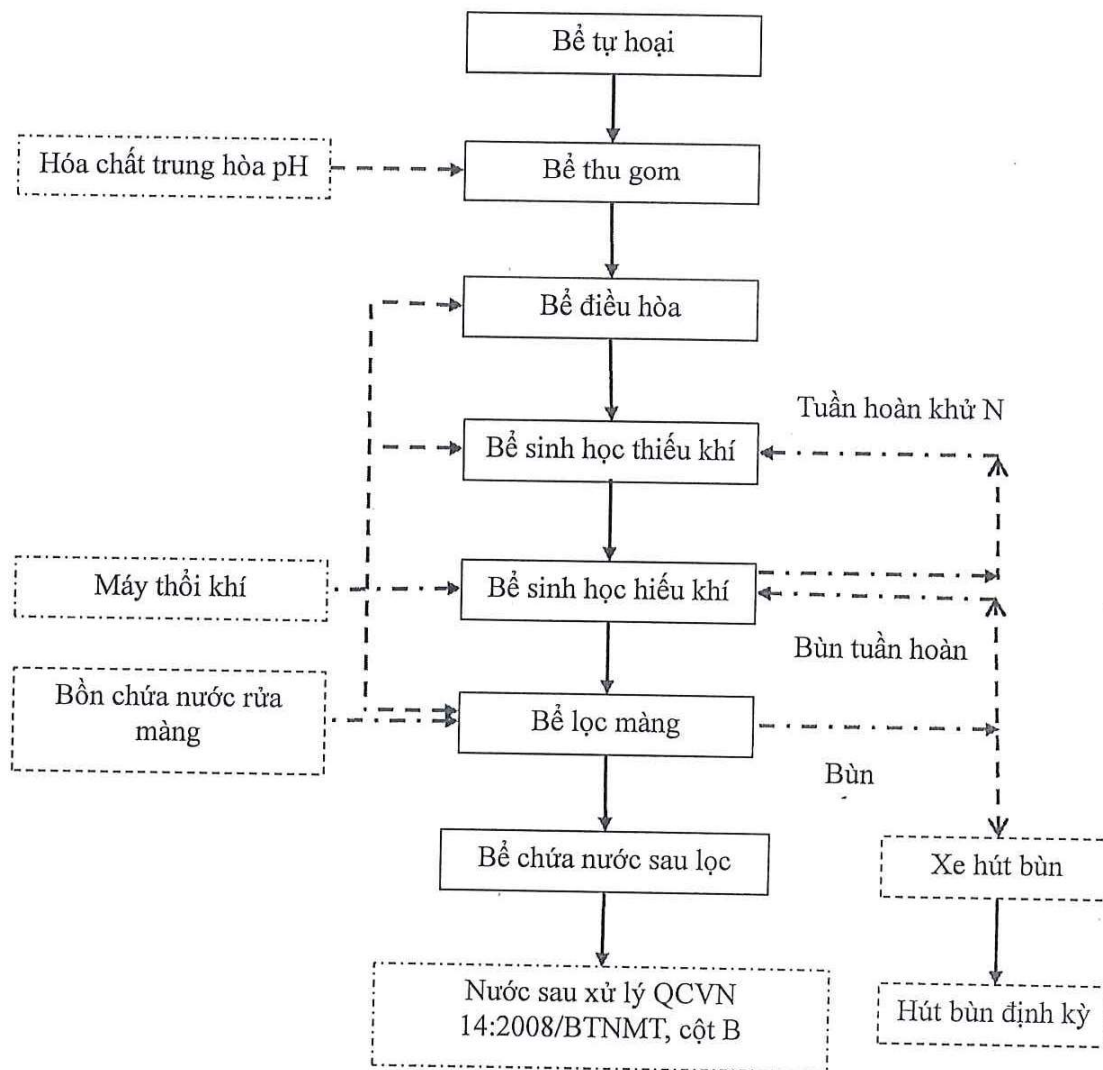 Bể tự hoại
Hóa chất trung hòa pH
Bể thu gom
Bể điều hòa
Tuần hoàn khử N
Bể sinh học thiếu khí
Máy thổi khí
Bể sinh học hiếu khí
Bùn tuần hoàn
Bồn chứa nước rửa
màng
Bể lọc màng
Bùn
Bể chứa nước sau lọc
Xe hút bùn
Nước sau xử lý QCVN
14:2008/BTNMT, cột B
Hút bùn định kỳ